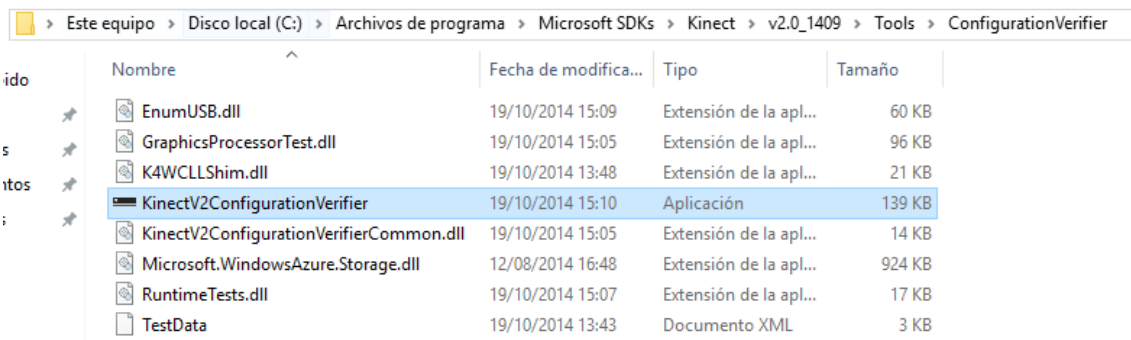 Este equipo > Disco local (C:) > Archivos de programa > Microsoft SDKs > Kinect > v2.0_1409 > Tools > ConfigurationVerifier
Nombre Fecha de modifica... Tipo Tamaño
ido
EnumUSB.dll 19/10/2014 15:09 Extensión de la apl... 60 KB
s GraphicsProcessorTest.dll 19/10/2014 15:05 Extensión de la apl... 96 KB
K4WCLLShim.dll 19/10/2014 13:48 Extensión de la apl... 21 KB
ntos
KinectV2ConfigurationVerifier 19/10/2014 15:10 Aplicación 139 KB
KinectV2ConfigurationVerifierCommon.dll 19/10/2014 15:05 Extensión de la apl... 14 KB
Microsoft.WindowsAzure.Storage.dll 12/08/2014 16:48 Extensión de la apl... 924 KB
RuntimeTests.dll 19/10/2014 15:07 Extensión de la apl... 17 KB
TestData 19/10/2014 13:43 Documento XML 3 KB